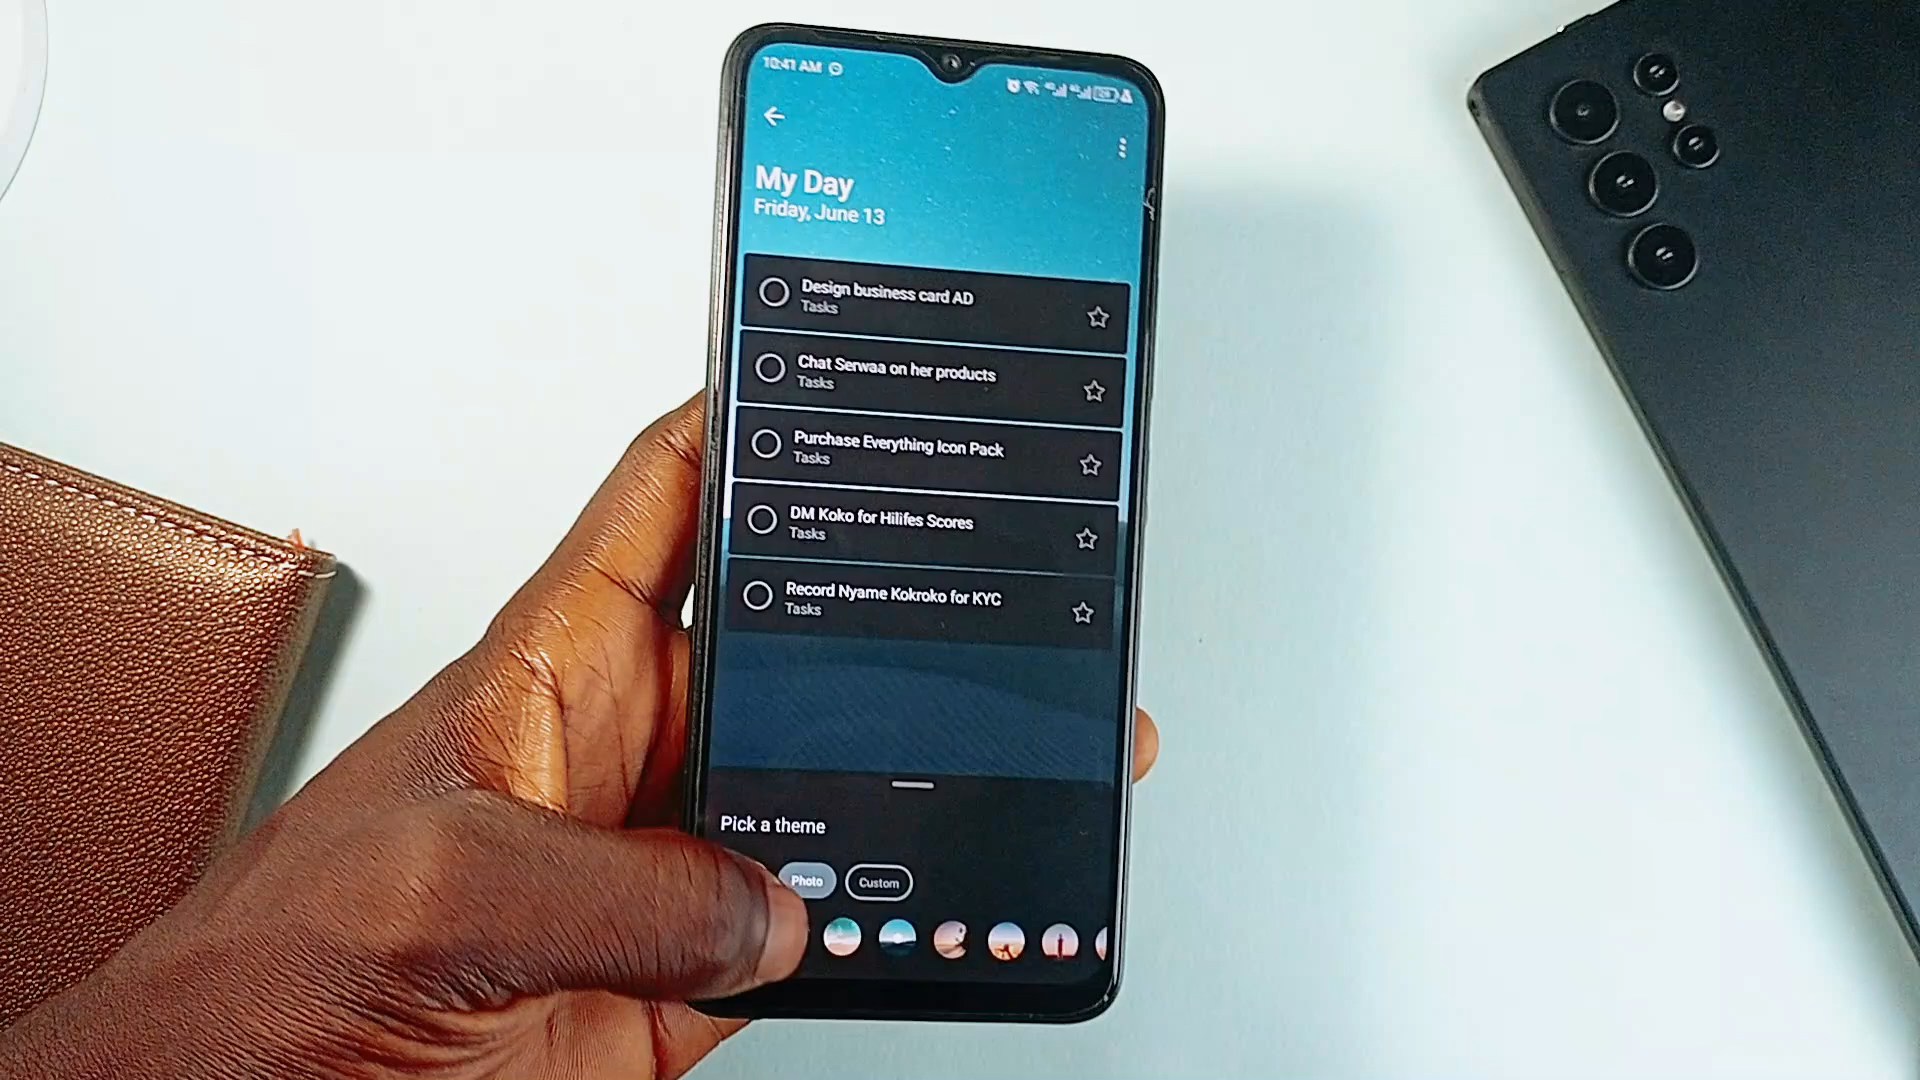 10:41 AM
My Day
Friday, June 13
Design business card AD
Tasks
Chat Serwaa on her products
Tasks
Purchase Everything Icon Pack
Tasks
DM Koko for Hilifes Scores
Tasks
Record Nyame Kokroko for KYC
Tasks
Pick a theme
Photo
Custom